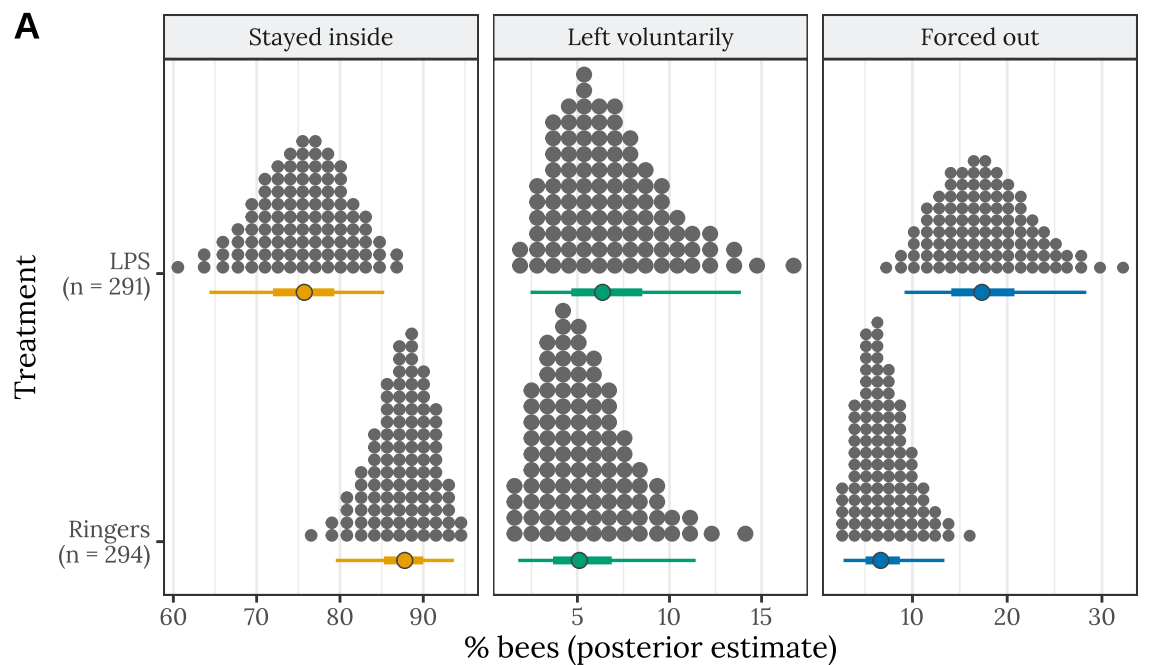 A
Stayed inside
Left voluntarily
Forced out
Treatment
LPS
(n = 291)
Ringers
(n = 294)
60 70 80 90
5 10 15
10 20 30
% bees (posterior estimate)